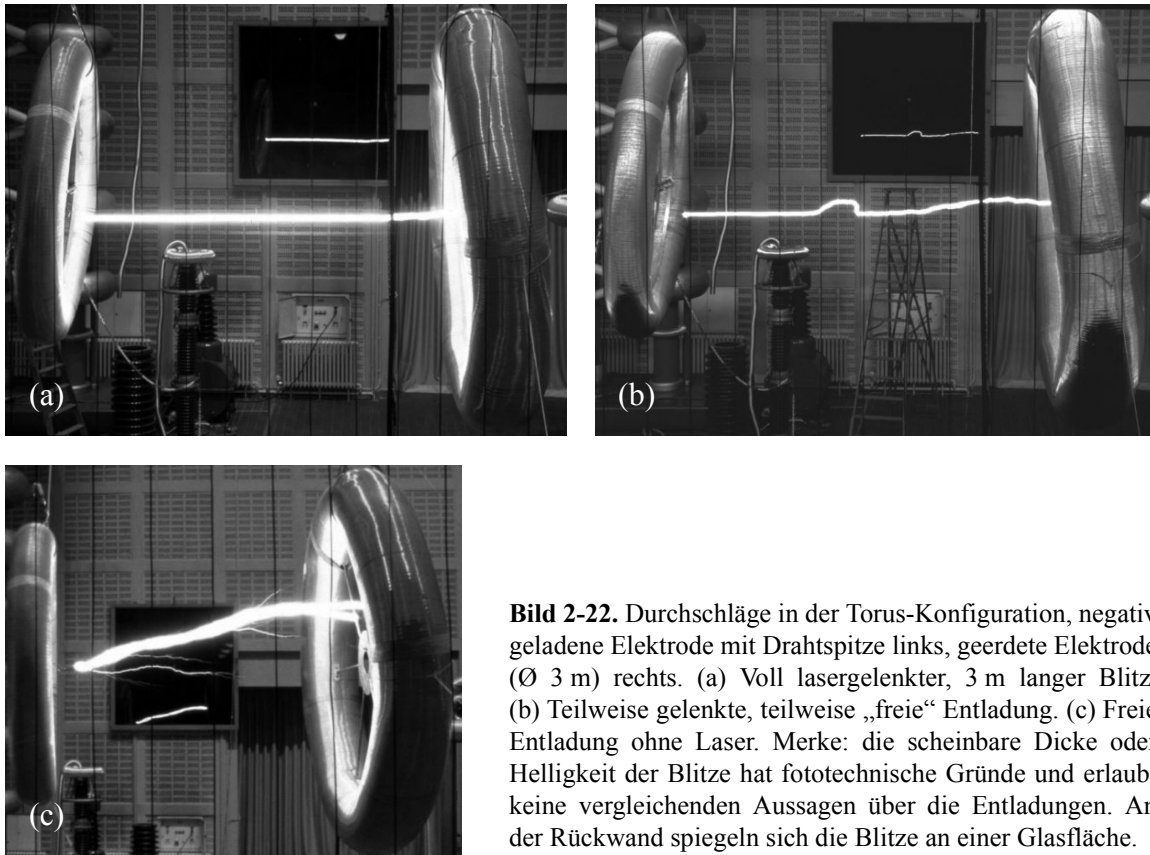 (a)
(b)
(c)
Bild 2-22. Durchschläge in der Torus-Konfiguration, negativ
geladene Elektrode mit Drahtspitze links, geerdete Elektrode
(Ø 3 m) rechts. (a) Voll lasergelenkter, 3 m langer Blitz
(b) Teilweise gelenkte, teilweise „freie“ Entladung. (c) Freie
Entladung ohne Laser. Merke: die scheinbare Dicke oder
Helligkeit der Blitze hat fototechnische Gründe und erlaub
keine vergleichenden Aussagen über die Entladungen. An
der Rückwand spiegeln sich die Blitze an einer Glasfläche.